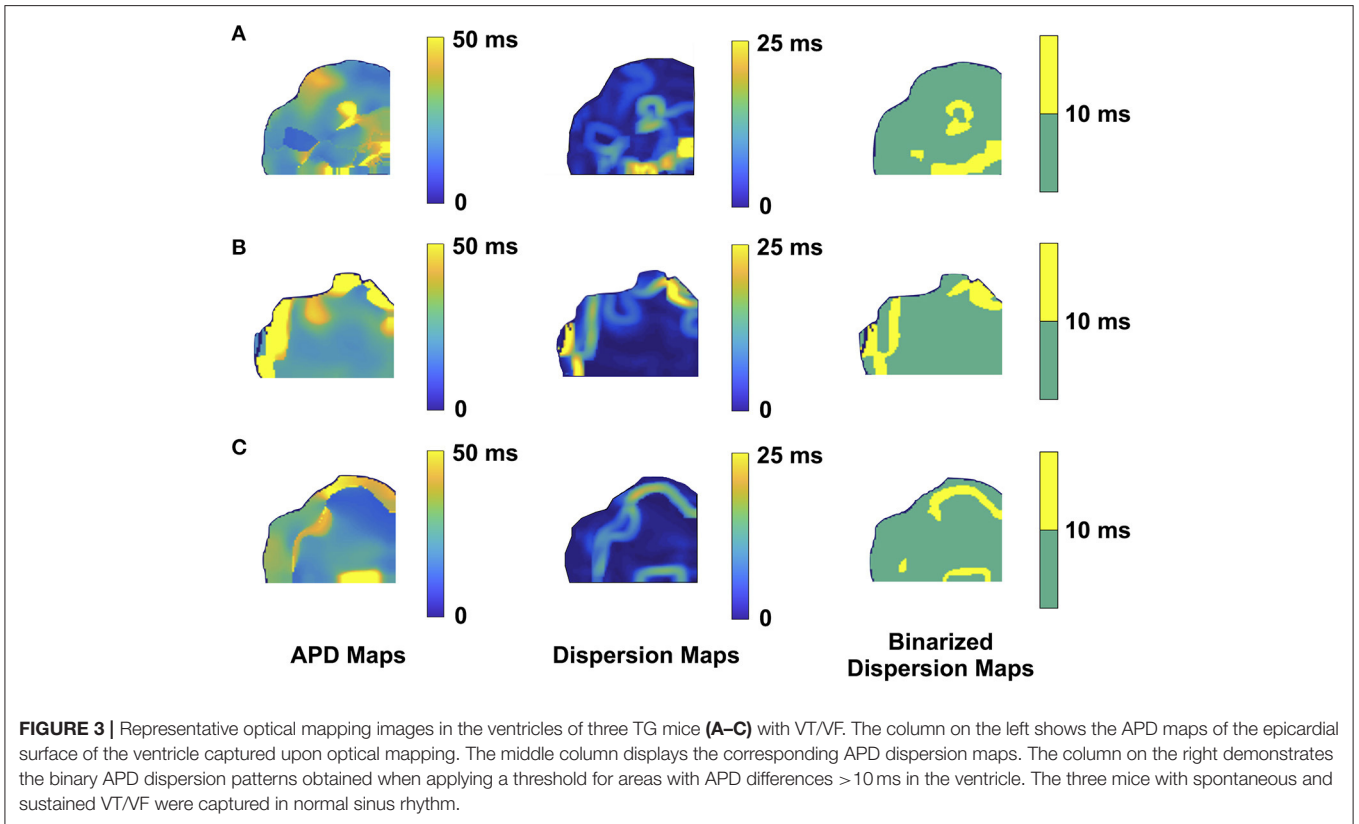 A
50 ms
0
25 ms
0
10 ms
B
50 ms
0
25 ms
0
10 ms
C
50 ms
0
25 ms
0
10 ms
APD Maps
Dispersion Maps
Binarized
Dispersion Maps
FIGURE 3 | Representative optical mapping images in the ventricles of three TG mice (A–C) with VT/VF. The column on the left shows the APD maps of the epicardial
surface of the ventricle captured upon optical mapping. The middle column displays the corresponding APD dispersion maps. The column on the right demonstrates
the binary APD dispersion patterns obtained when applying a threshold for areas with APD differences >10 ms in the ventricle. The three mice with spontaneous and
sustained VT/VF were captured in normal sinus rhythm.